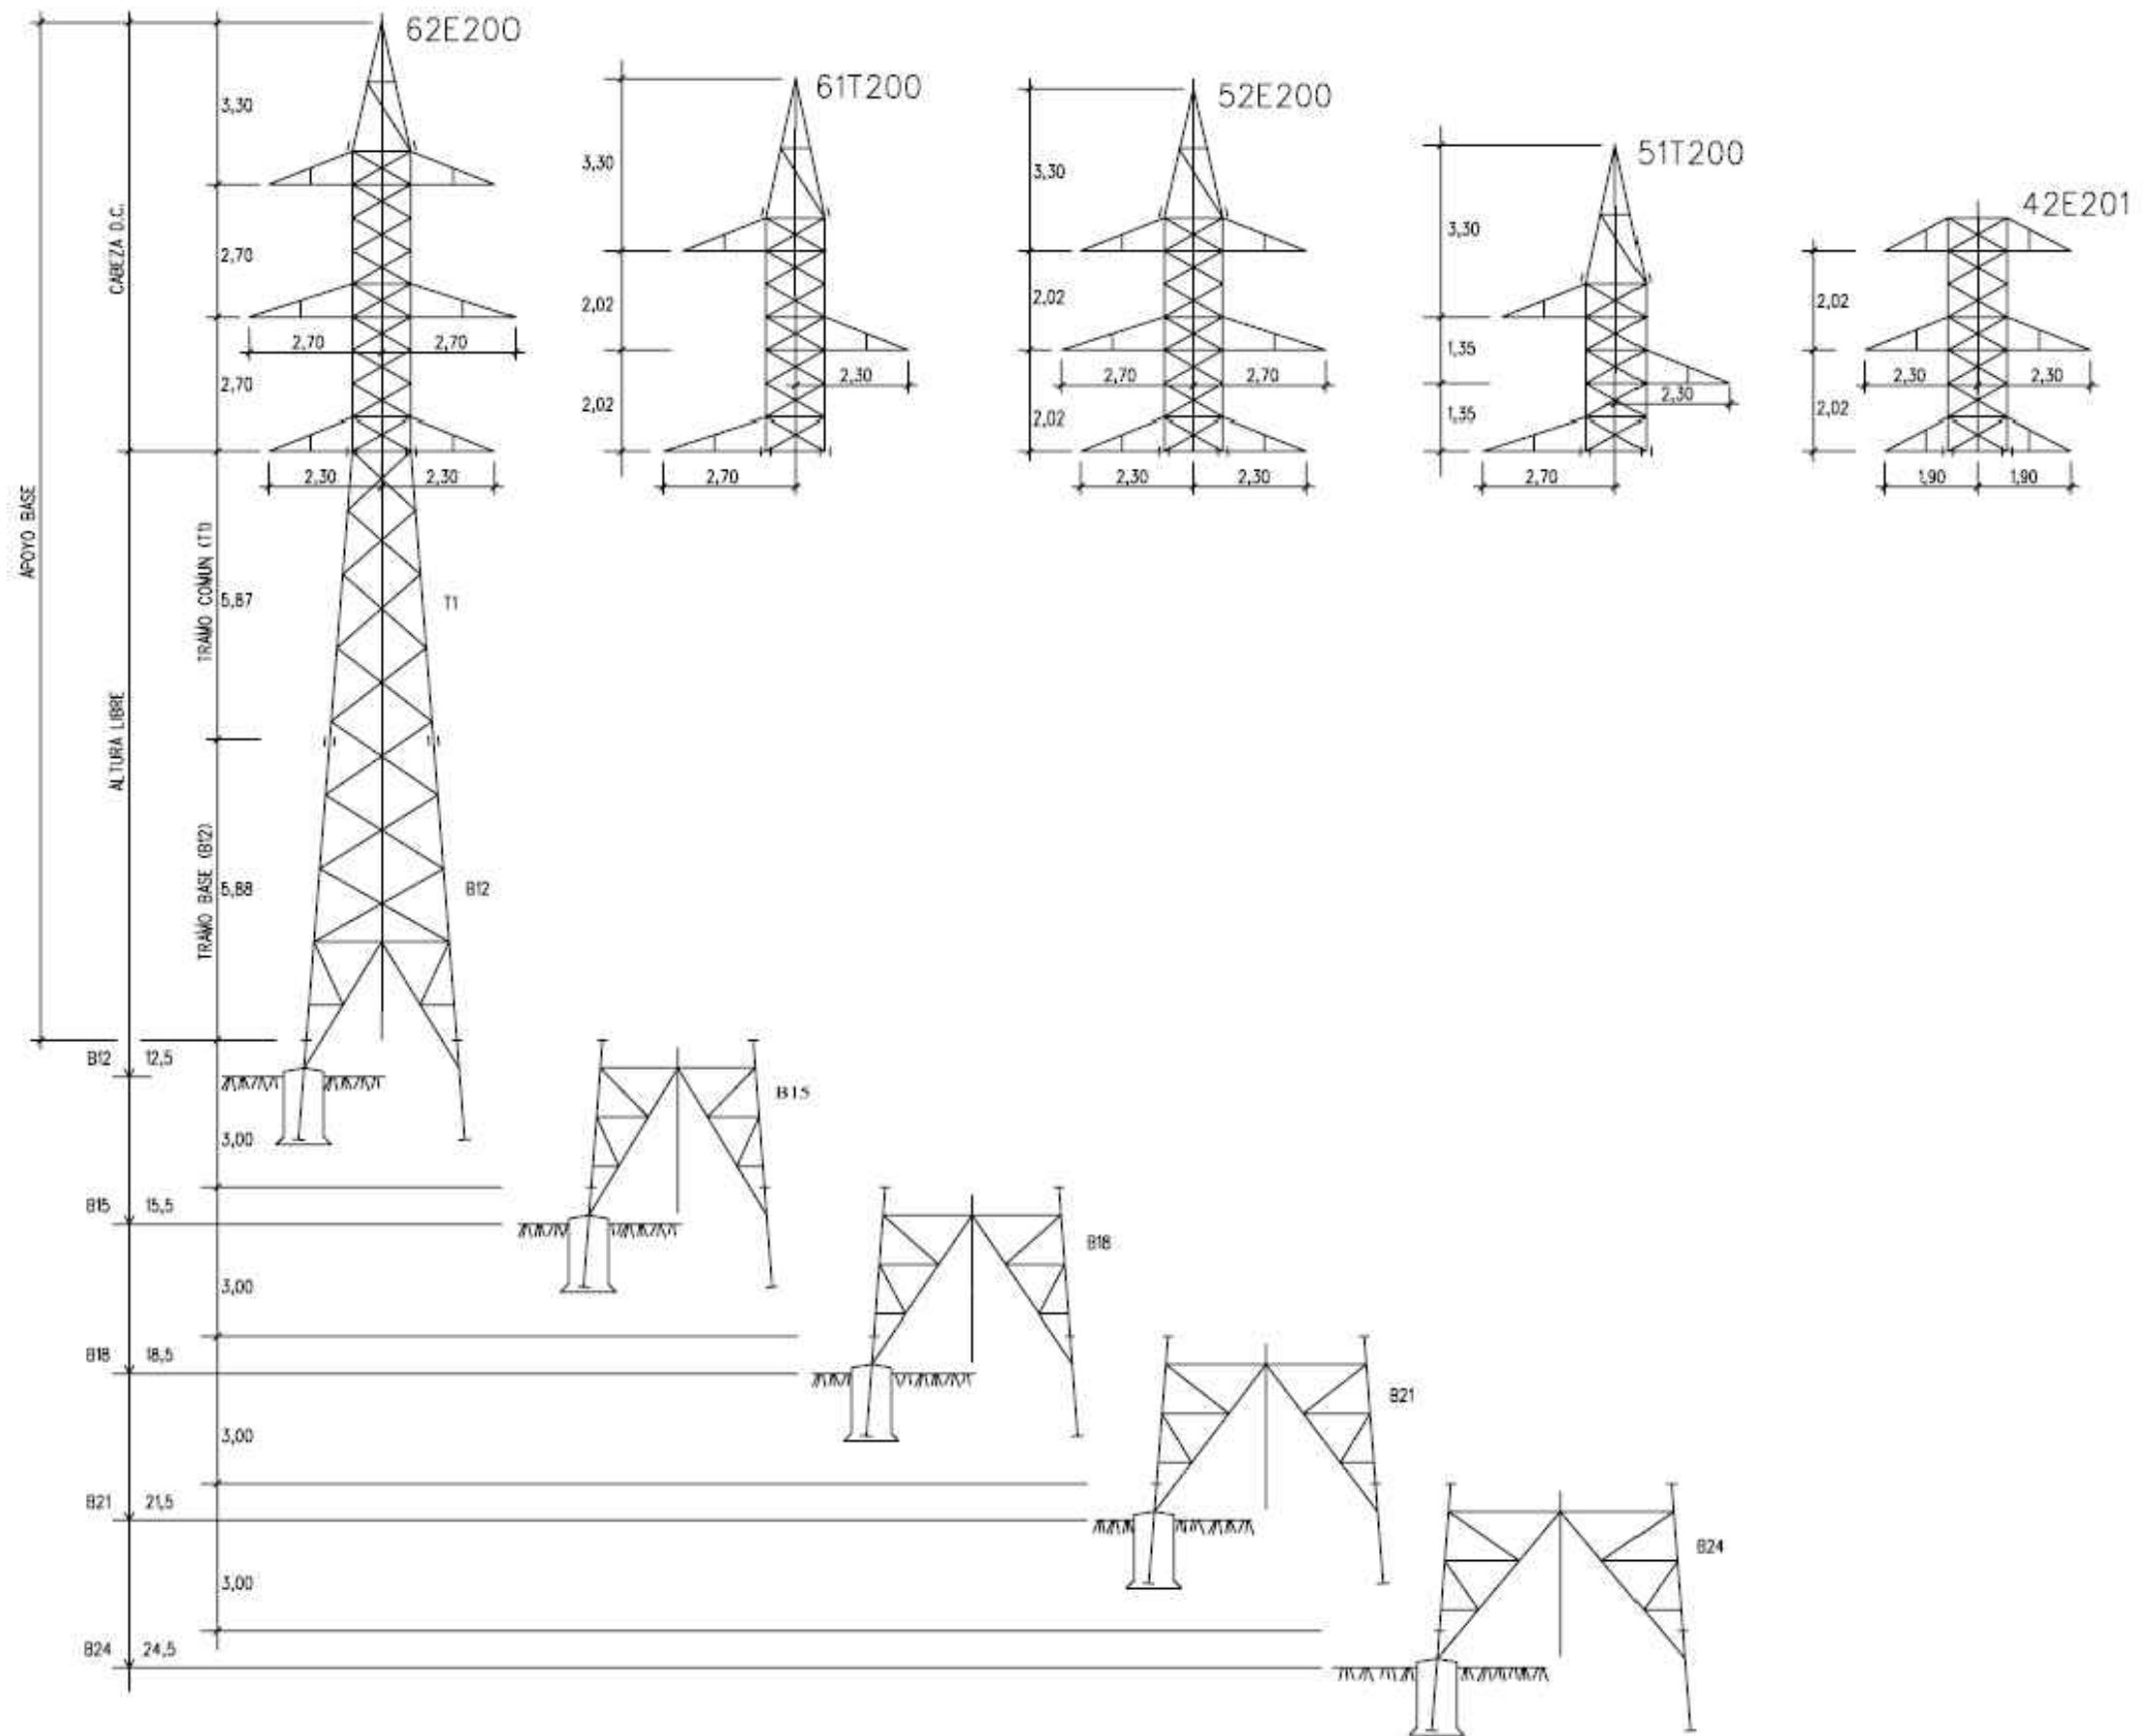 62E200
61T200
52E200
51T200
42E201
3,30
2,70
2,70
2,70
2,70
2,30
2,30
3,30
2,02
2,02
2,30
2,70
3,30
2,02
2,02
2,70
2,70
2,30
2,30
3,30
1,35
1,35
2,30
2,70
2,02
2,02
2,30
2,30
1,90
1,90
CABEZA D.C.
APOYO BASE
ALTURA LIBRE
TRAMO COMUN (T1)
5,87
T1
TRAMO BASE (B12)
5,88
B12
B12 12,5
3,00
B15
B15 15,5
3,00
B18
B18 18,5
3,00
B21
B21 21,5
3,00
B24
B24 24,5